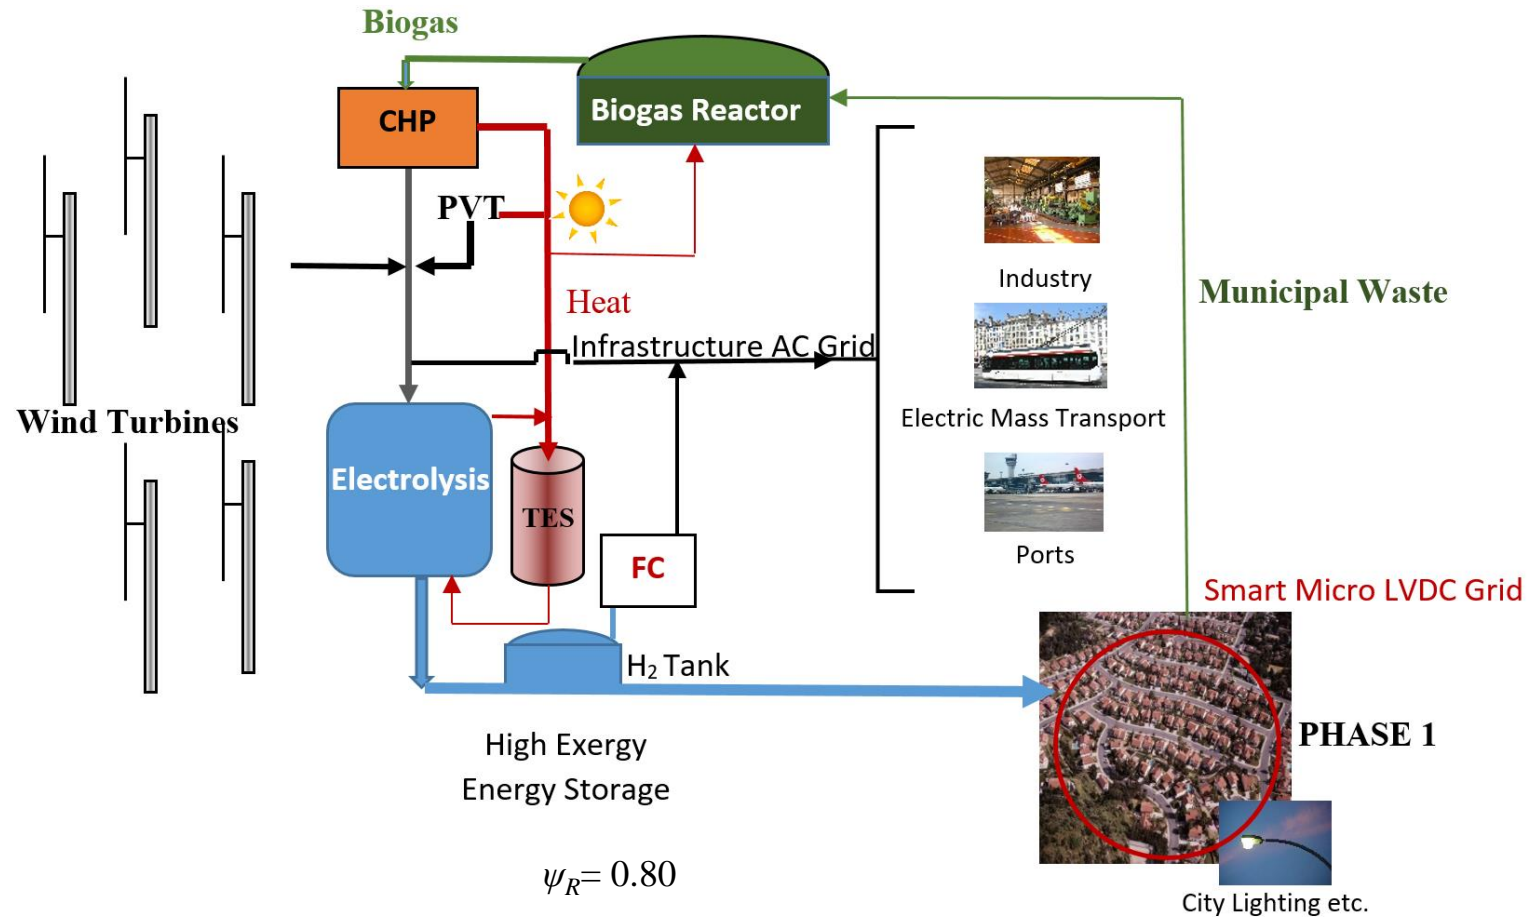 Biogas
CHP
Biogas Reactor
PVT
Industry
Municipal Waste
Heat
Infrastructure AC Grid
Wind Turbines
Electric Mass Transport
Electrolysis
TES
FC
Ports
Smart Micro LVDC Grid
H₂ Tank
PHASE 1
High Exergy
Energy Storage
ψR= 0.80
City Lighting etc.